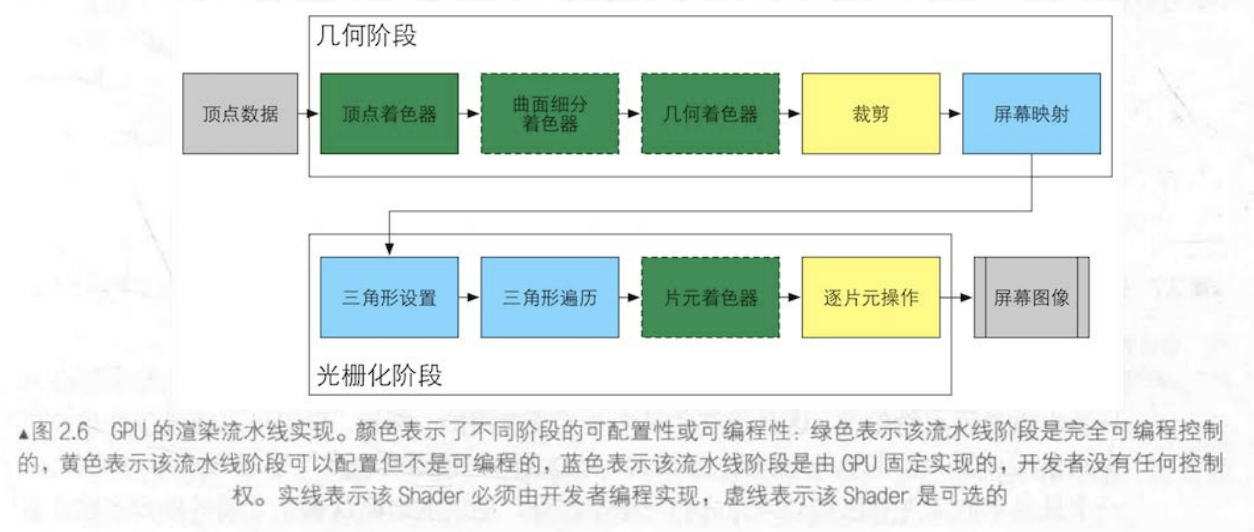 几何阶段
顶点数据
顶点着色器
曲面细分
着色器
几何着色器
裁剪
屏幕映射
三角形设置
三角形遍历
片元着色器
逐片元操作
屏幕图像
光栅化阶段
▲图 2.6 GPU 的渲染流水线实现。颜色表示了不同阶段的可配置性或可编程性：绿色表示该流水线阶段是完全可编程控制
的，黄色表示该流水线阶段可以配置但不是可编程的，蓝色表示该流水线阶段是由 GPU 固定实现的，开发者没有任何控制
权。实线表示该 Shader 必须由开发者编程实现，虚线表示该 Shader 是可选的